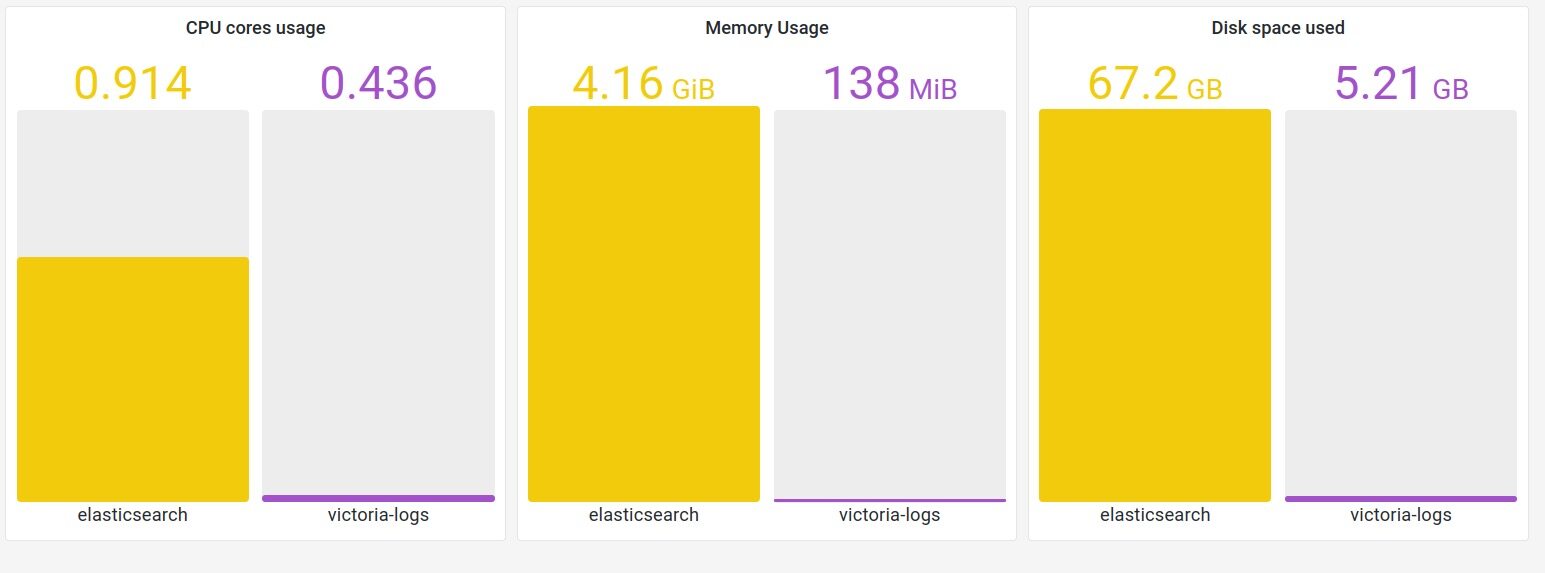 CPU cores usage
0.914
0.436
elasticsearch
victoria-logs
Memory Usage
4.16 GiB
138 MiB
elasticsearch
victoria-logs
Disk space used
67.2 GB
5.21 GB
elasticsearch
victoria-logs